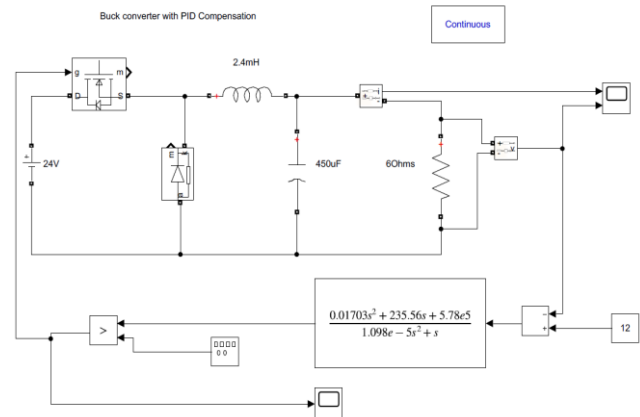 Buck converter with PID Compensation
Continuous
g
m
D
S
2.4mH
+
i
-
24V
450uF
6Ohms
+
v
-
0.01703s² + 235.56s + 5.78e5
1.098e − 5s² + s
>
−
+
12